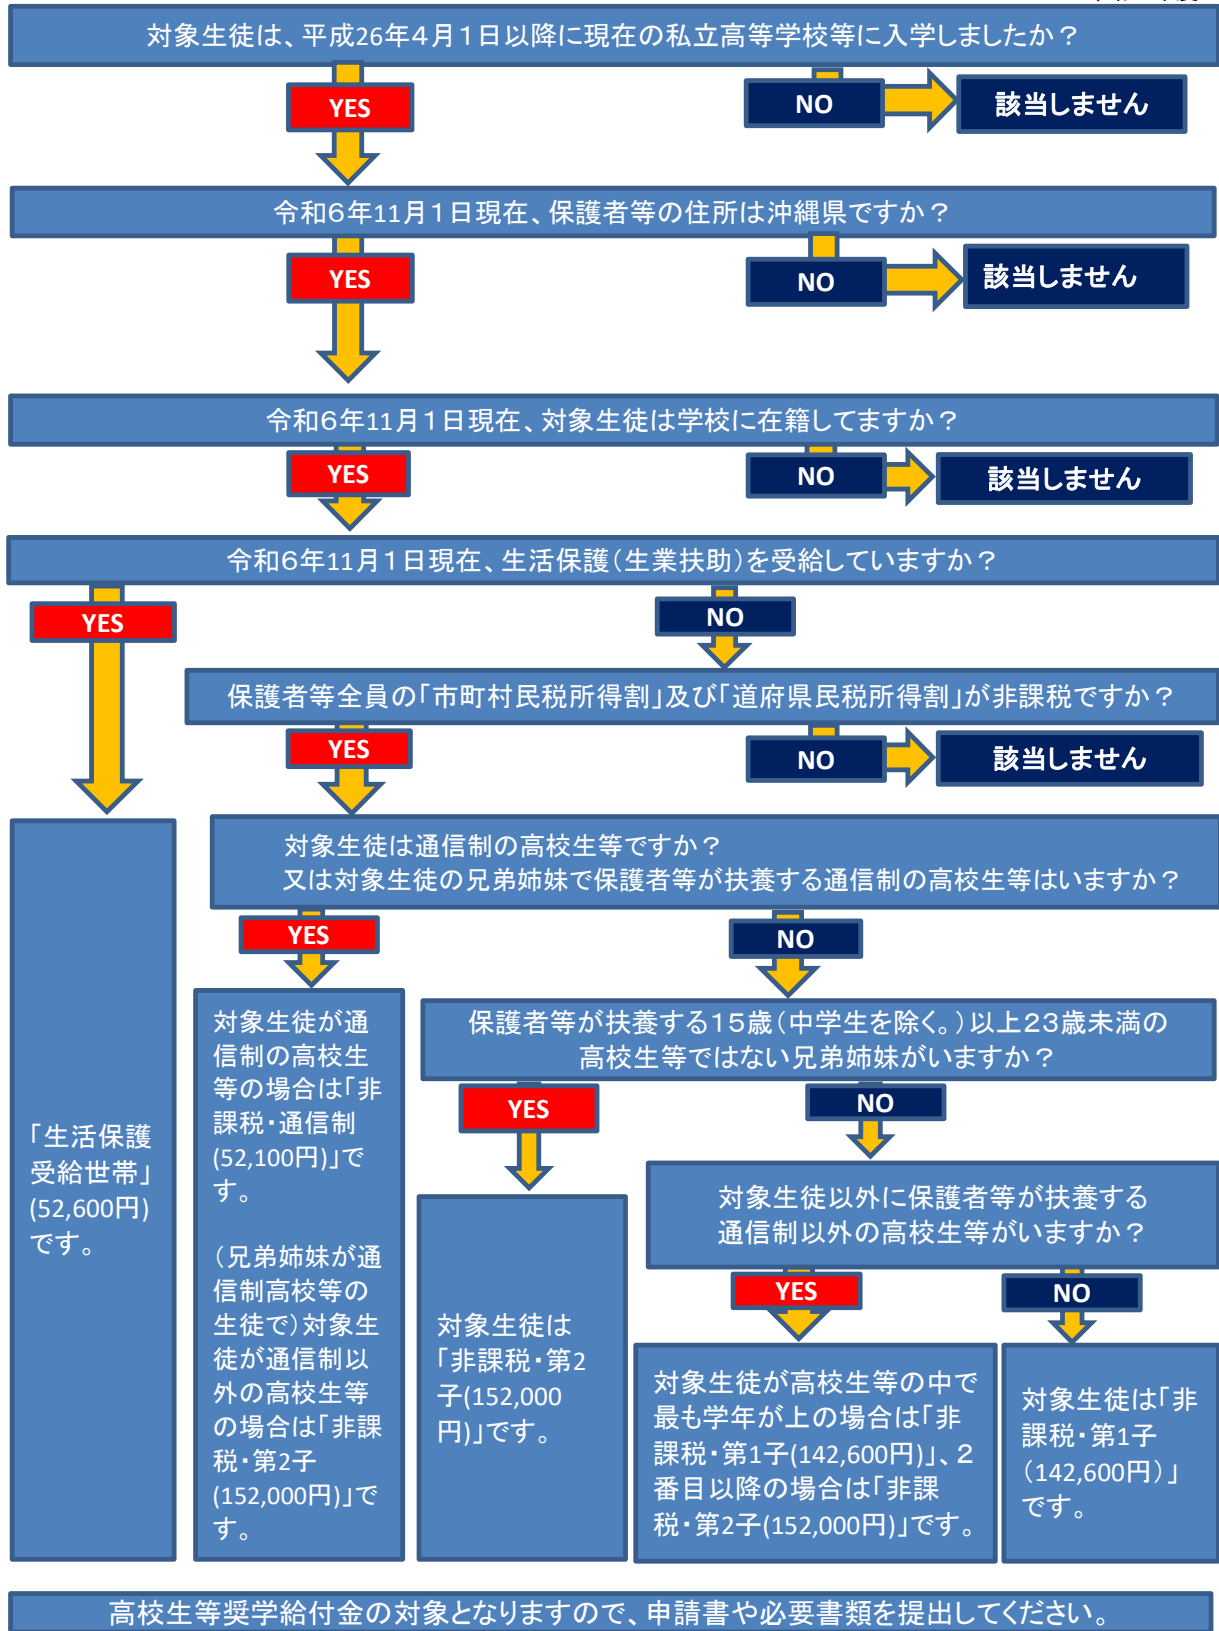 対象生徒は、平成26年４月１日以降に現在の私立高等学校等に入学しましたか？
YES
NO
該当しません
令和６年11月１日現在、保護者等の住所は沖縄県ですか？
YES
NO
該当しません
令和６年11月１日現在、対象生徒は学校に在籍してますか？
YES
NO
該当しません
令和６年11月１日現在、生活保護（生業扶助）を受給していますか？
YES
NO
保護者等全員の「市町村民税所得割」及び「道府県民税所得割」が非課税ですか？
YES
NO
該当しません
対象生徒は通信制の高校生等ですか？
又は対象生徒の兄弟姉妹で保護者等が扶養する通信制の高校生等はいますか？
YES
NO
「生活保護
受給世帯」
(52,600円)
です。
対象生徒が通
信制の高校生
等の場合は「非
課税・通信制
(52,100円)」で
す。
（兄弟姉妹が通
信制高校等の
生徒で）対象生
徒が通信制以
外の高校生等
の場合は「非課
税・第2子
(152,000円)」で
す。
保護者等が扶養する１５歳（中学生を除く。）以上２３歳未満の
高校生等ではない兄弟姉妹がいますか？
YES
NO
対象生徒は
「非課税・第2
子(152,000
円)」です。
対象生徒以外に保護者等が扶養する
通信制以外の高校生等がいますか？
YES
NO
対象生徒が高校生等の中で
最も学年が上の場合は「非
課税・第1子(142,600円)」、２
番目以降の場合は「非課
税・第2子(152,000円)」です。
対象生徒は「非
課税・第1子
（142,600円）」
です。
高校生等奨学給付金の対象となりますので、申請書や必要書類を提出してください。